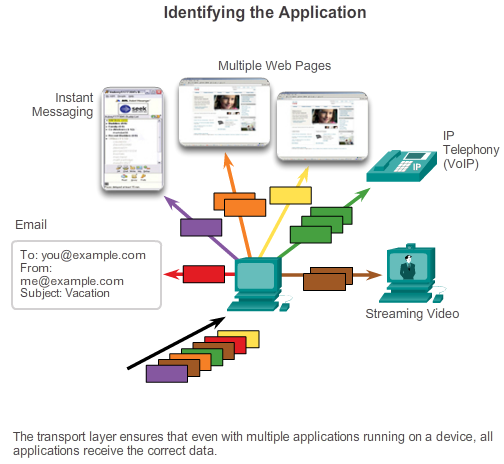 Identifying the Application
Multiple Web Pages
Instant
Messaging
seek
IP
Telephony
(VoIP)
IP
Email
To: you@example.com
From:
me@example.com
Subject: Vacation
Streaming Video
The transport layer ensures that even with multiple applications running on a device, all
applications receive the correct data.